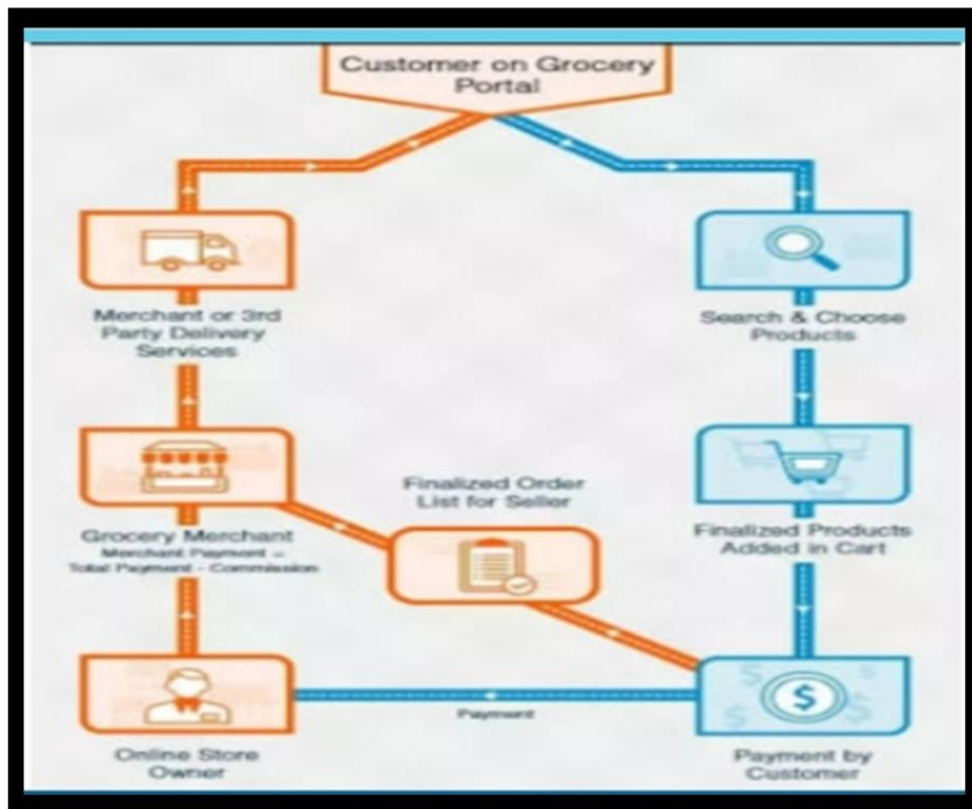 Customer on Grocery
Portal
Merchant or 3rd
Party Delivery
Services
Search & Choose
Products
Finalized Order
List for Seller
Grocery Merchant
Merchant Payment =
Total Payment - Commission
Finalized Products
Added in Cart
Payment
Online Store
Owner
Payment by
Customer